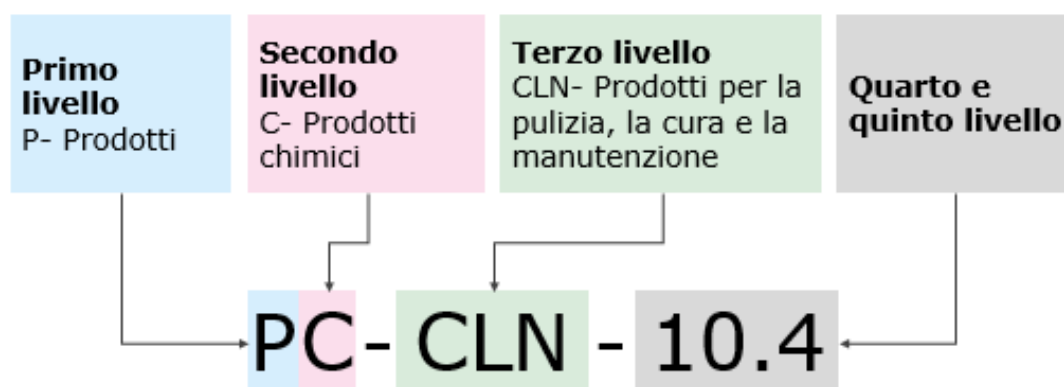 Primo
livello
P- Prodotti
Secondo
livello
C- Prodotti
chimici
Terzo livello
CLN- Prodotti per la
pulizia, la cura e la
manutenzione
Quarto e
quinto livello
PC - CLN - 10.4